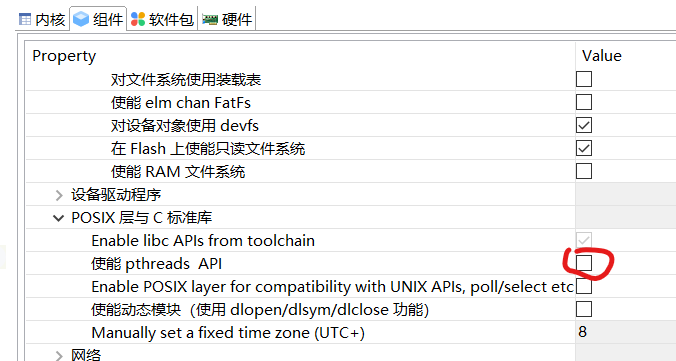 内核 组件 软件包 硬件
Property Value
对文件系统使用装载表
使能 elm chan FatFs
对设备对象使用 devfs
在 Flash 上使能只读文件系统
使能 RAM 文件系统
设备驱动程序
POSIX 层与 C 标准库
Enable libc APIs from toolchain
使能 pthreads API
Enable POSIX layer for compatibility with UNIX APIs, poll/select etc
使能动态模块（使用 dlopen/dlsym/dlclose 功能）
Manually set a fixed time zone (UTC+) 8
网络